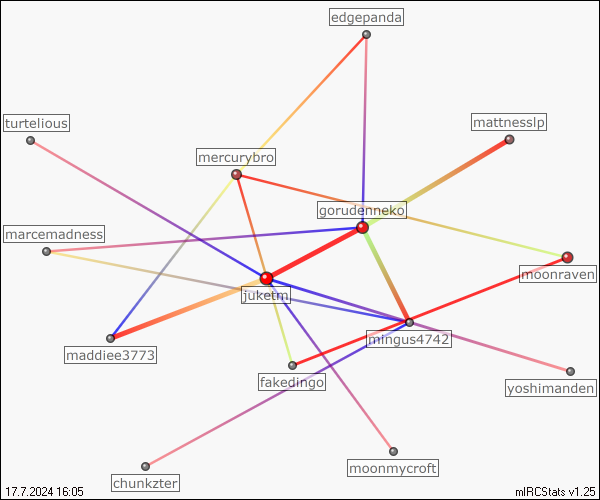 edgepanda
turtelious
mattnesslp
mercurybro
gorudenneko
marcemadness
moonraven
juketm
mingus4742
maddiee3773
fakedingo
yoshimanden
moonmycroft
chunkzter
17.7.2024 16:05
mIRCStats v1.25